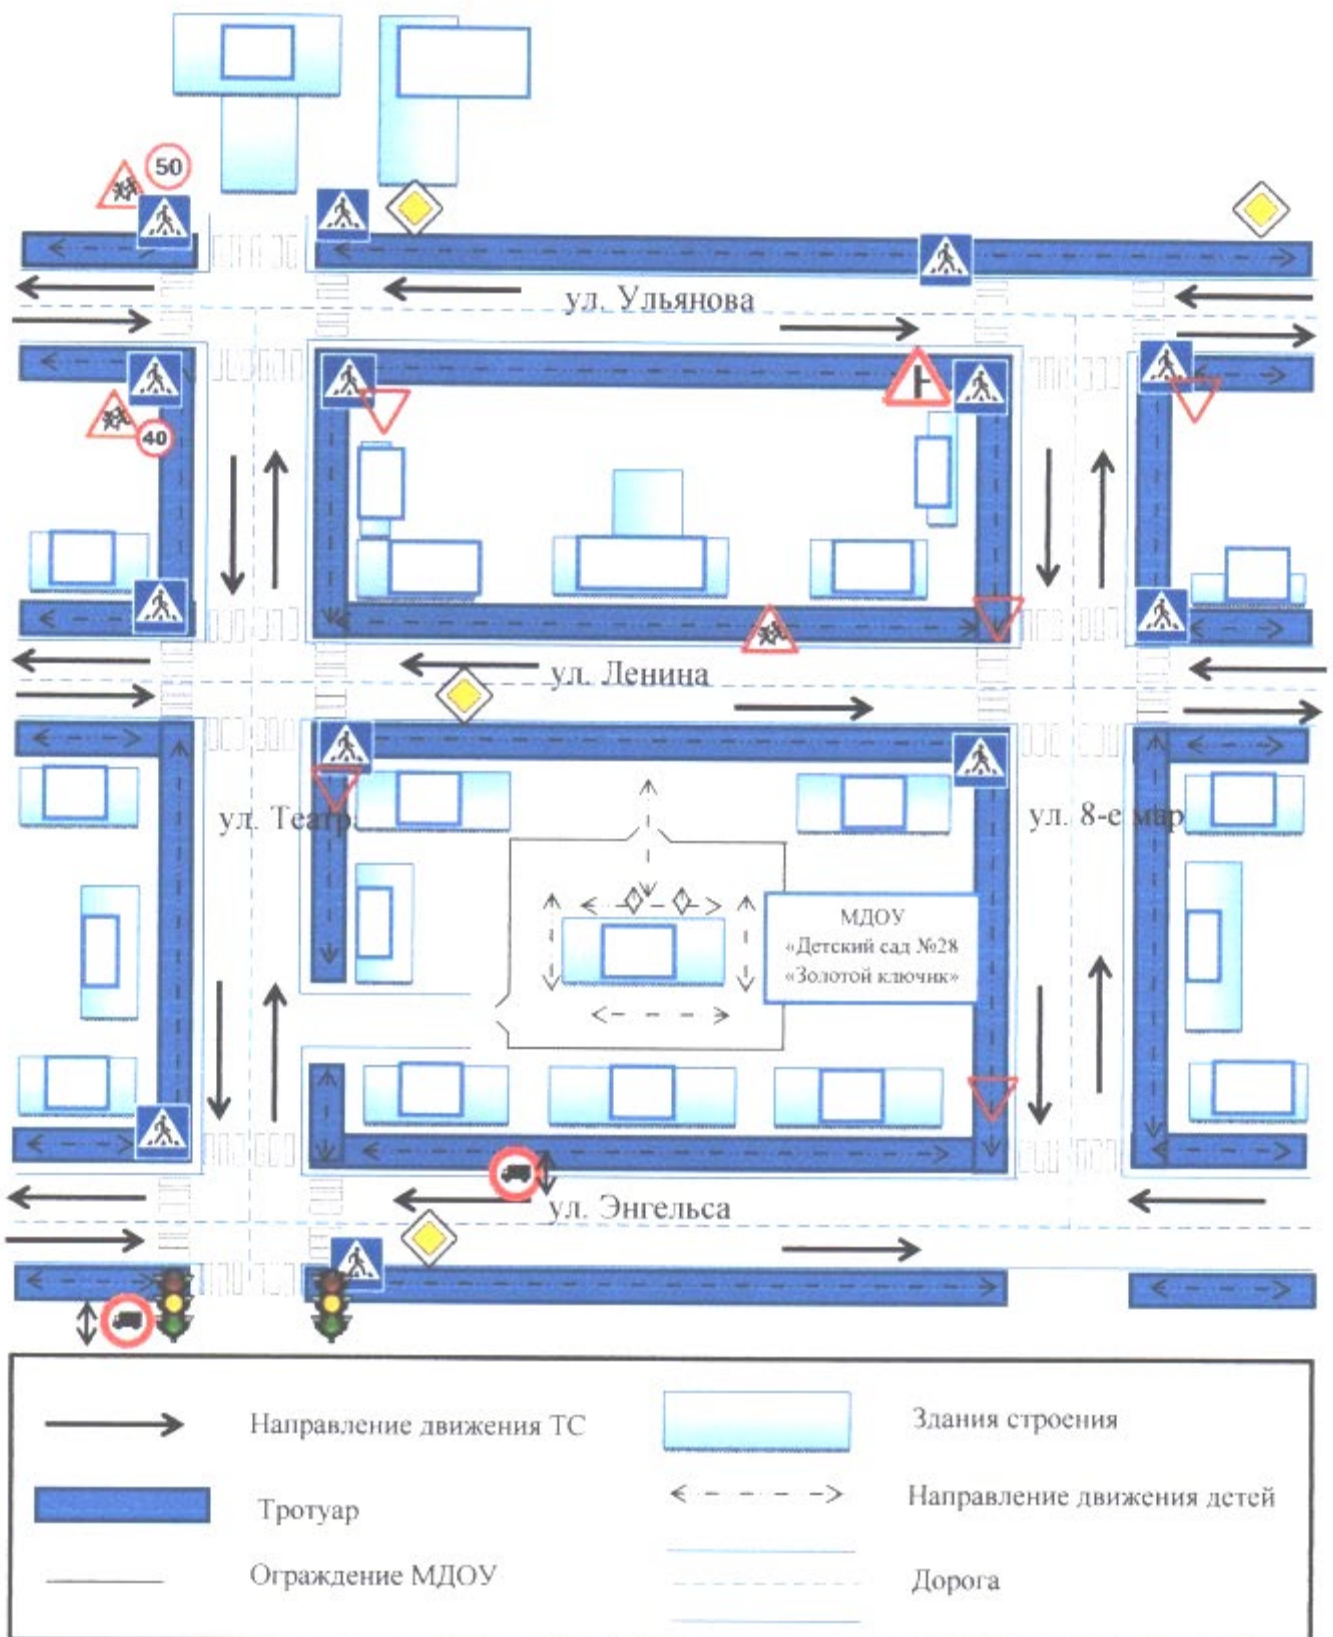 50
ул. Ульянова
40
ул. Ленина
ул. Театра
ул. 8-е мар
МДОУ
«Детский сад №28
«Золотой ключик»
ул. Энгельса
Направление движения ТС
Здания строения
Тротуар
Направление движения детей
Ограждение МДОУ
Дорога